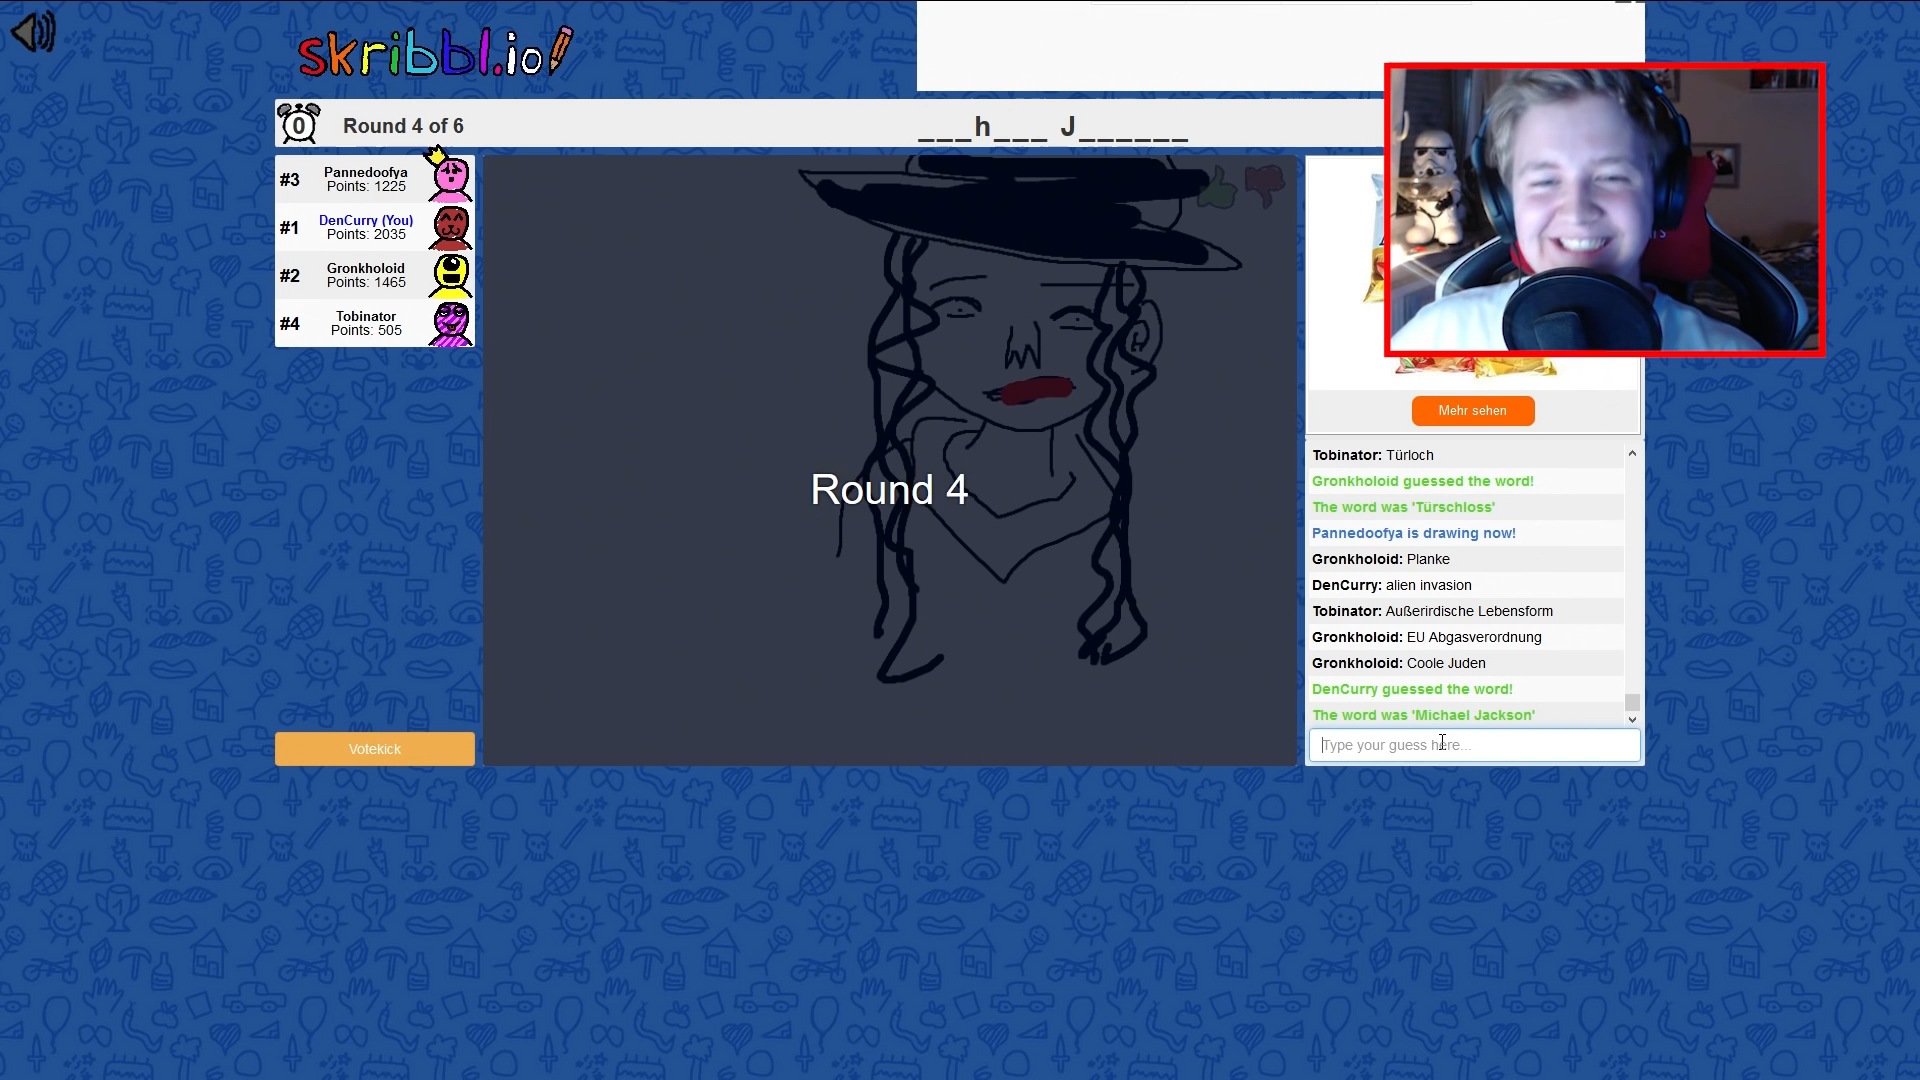 skribbl.io
0
Round 4 of 6
___h___ J______
#3
Pannedoofya
Points: 1225
#1
DenCurry (You)
Points: 2035
#2
Gronkholoid
Points: 1465
#4
Tobinator
Points: 505
Votekick
Round 4
Mehr sehen
Tobinator: Türloch
Gronkholoid guessed the word!
The word was 'Türschloss'
Pannedoofya is drawing now!
Gronkholoid: Planke
DenCurry: alien invasion
Tobinator: Außerirdische Lebensform
Gronkholoid: EU Abgasverordnung
Gronkholoid: Coole Juden
DenCurry guessed the word!
The word was 'Michael Jackson'
Type your guess here...